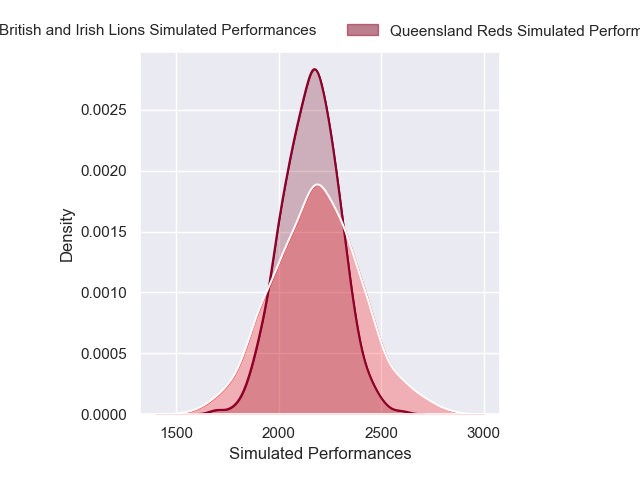 British and Irish Lions Simulated Performances
Queensland Reds Simulated Perform
0.0025
0.0020
0.0015
0.0010
0.0005
0.0000
Density
1500 2000 2500 3000
Simulated Performances